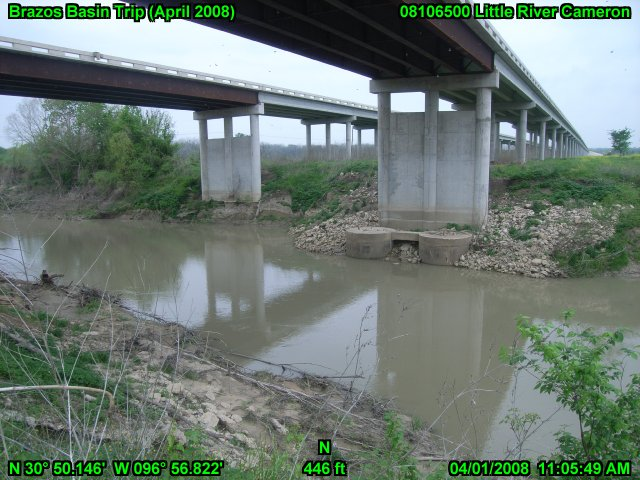 Brazos Basin Trip (April 2008)
08106500 Little River Cameron
N
N 30° 50.146' W 096° 56.822'
446 ft
04/01/2008 11:05:49 AM